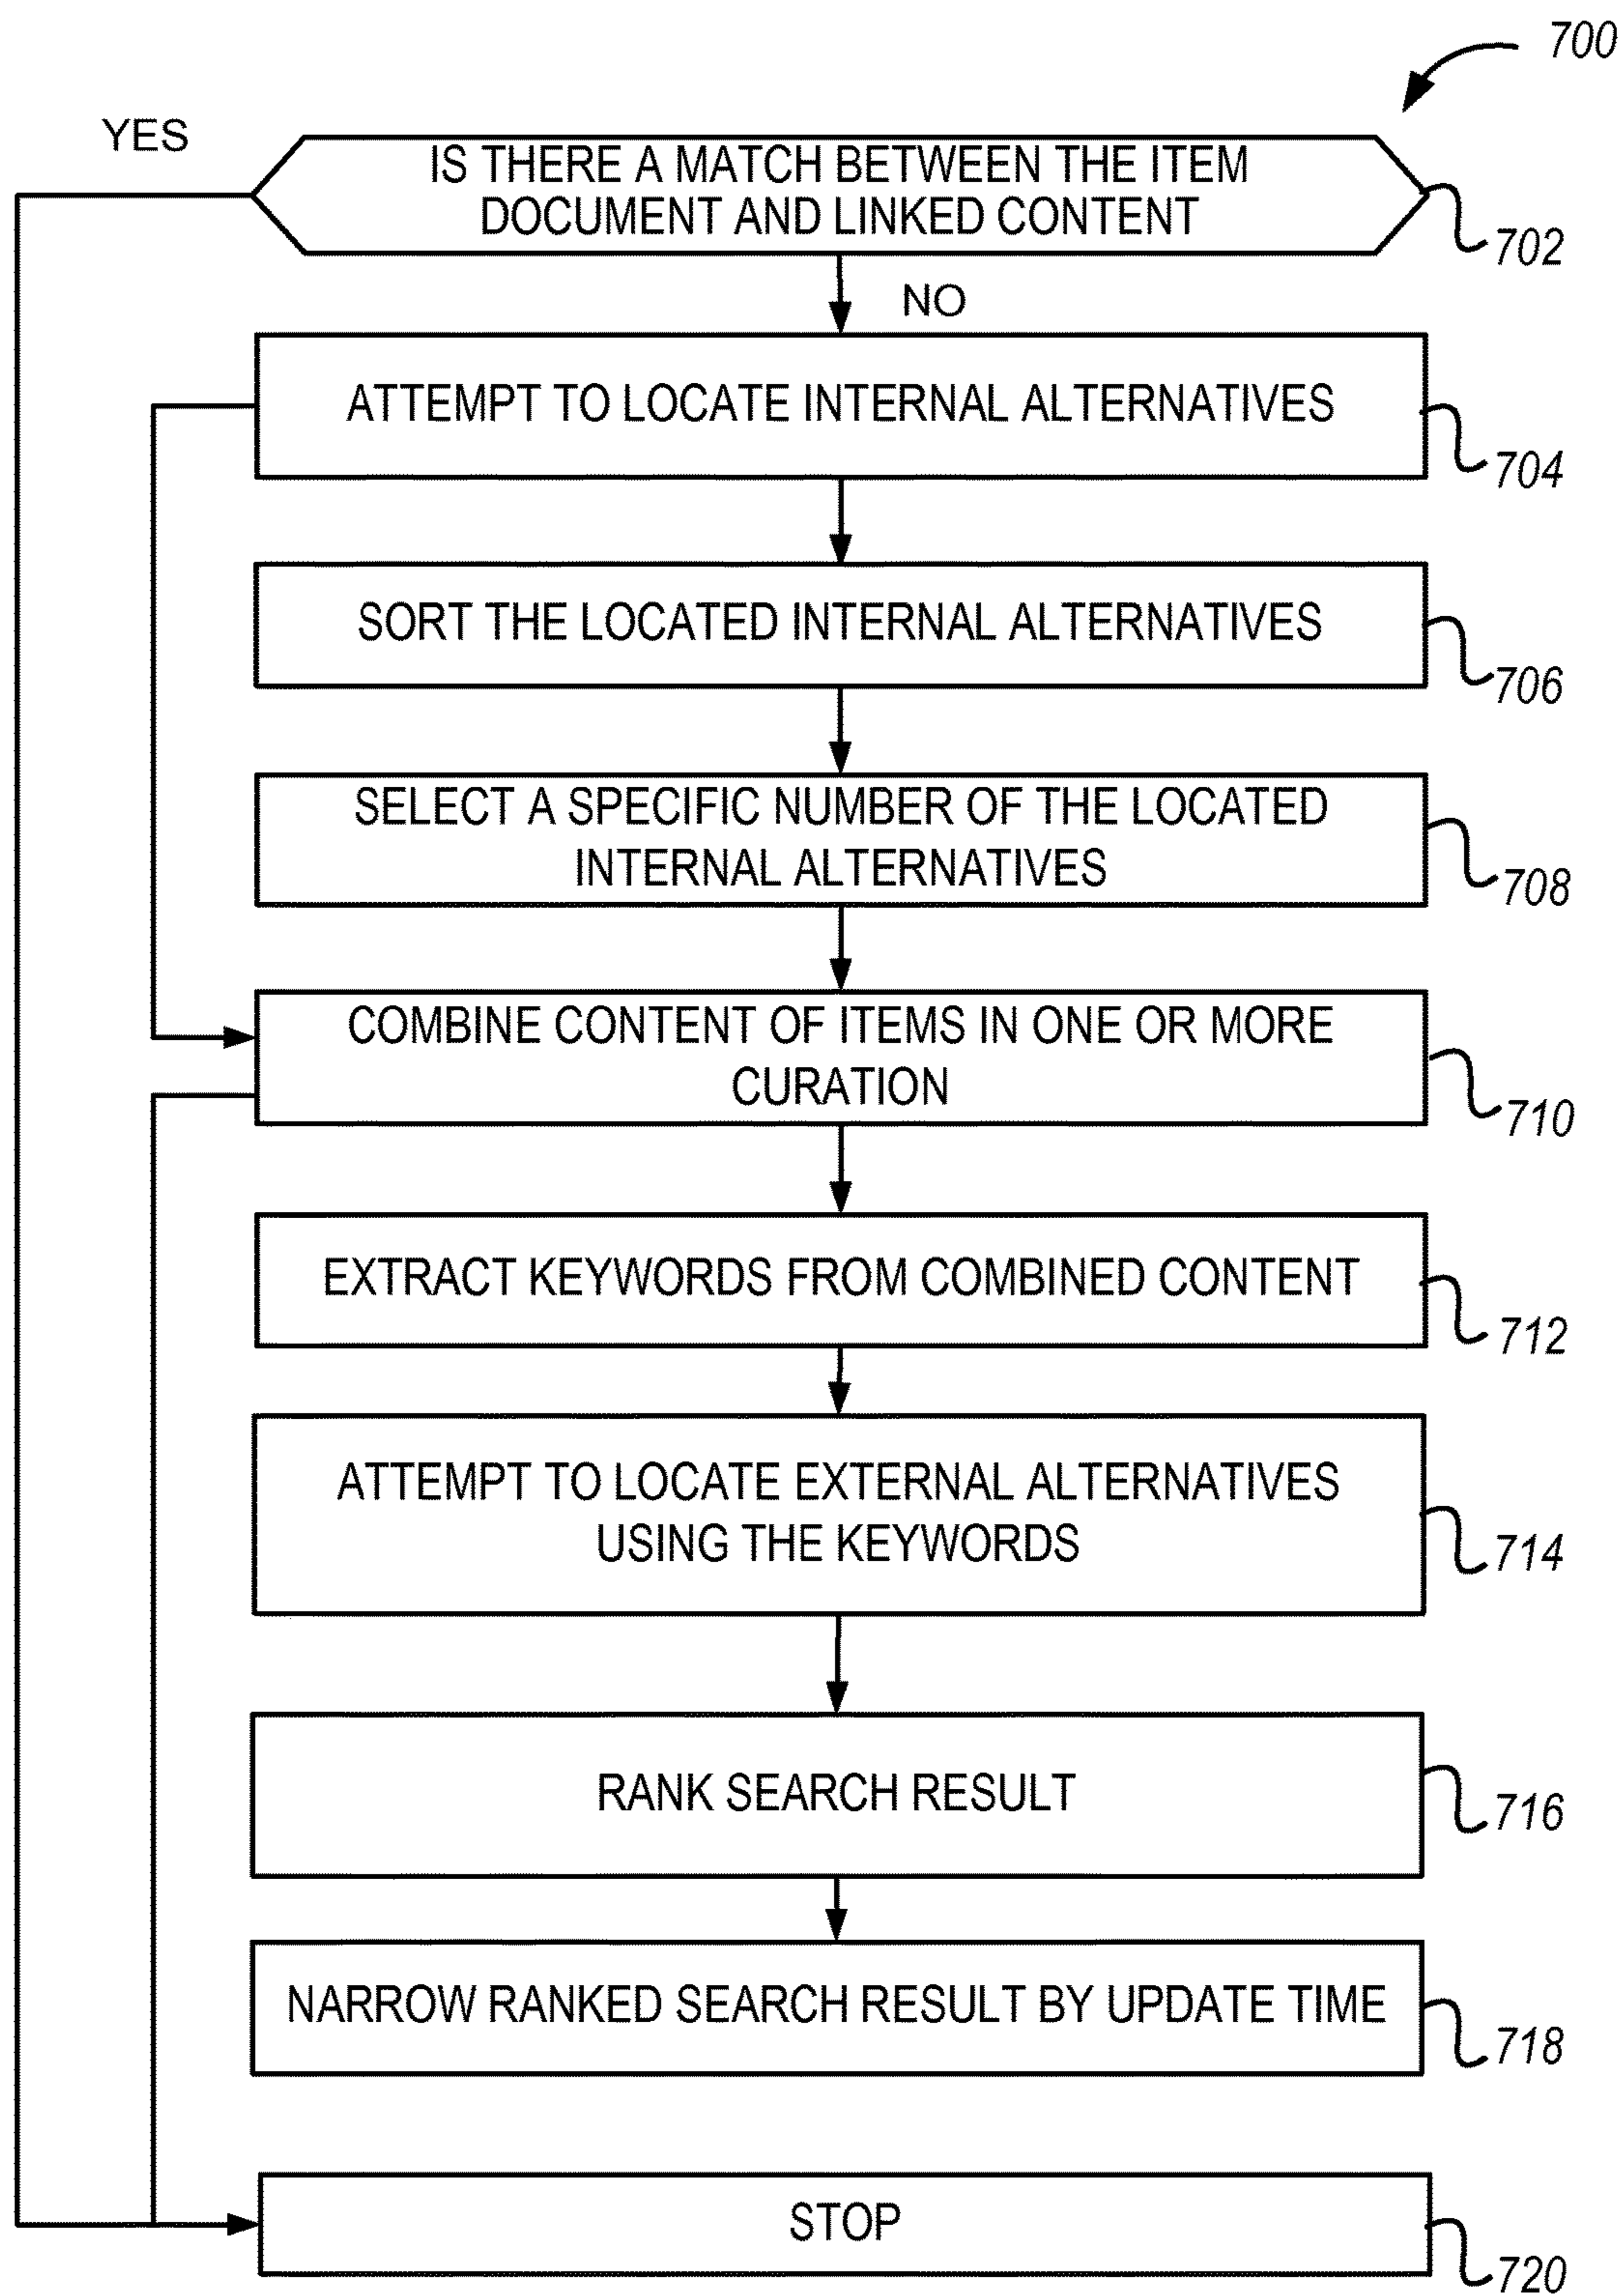 700
YES
IS THERE A MATCH BETWEEN THE ITEM
DOCUMENT AND LINKED CONTENT
702
NO
ATTEMPT TO LOCATE INTERNAL ALTERNATIVES
704
SORT THE LOCATED INTERNAL ALTERNATIVES
706
SELECT A SPECIFIC NUMBER OF THE LOCATED
INTERNAL ALTERNATIVES
708
COMBINE CONTENT OF ITEMS IN ONE OR MORE
CURATION
710
EXTRACT KEYWORDS FROM COMBINED CONTENT
712
ATTEMPT TO LOCATE EXTERNAL ALTERNATIVES
USING THE KEYWORDS
714
RANK SEARCH RESULT
716
NARROW RANKED SEARCH RESULT BY UPDATE TIME
718
STOP
720